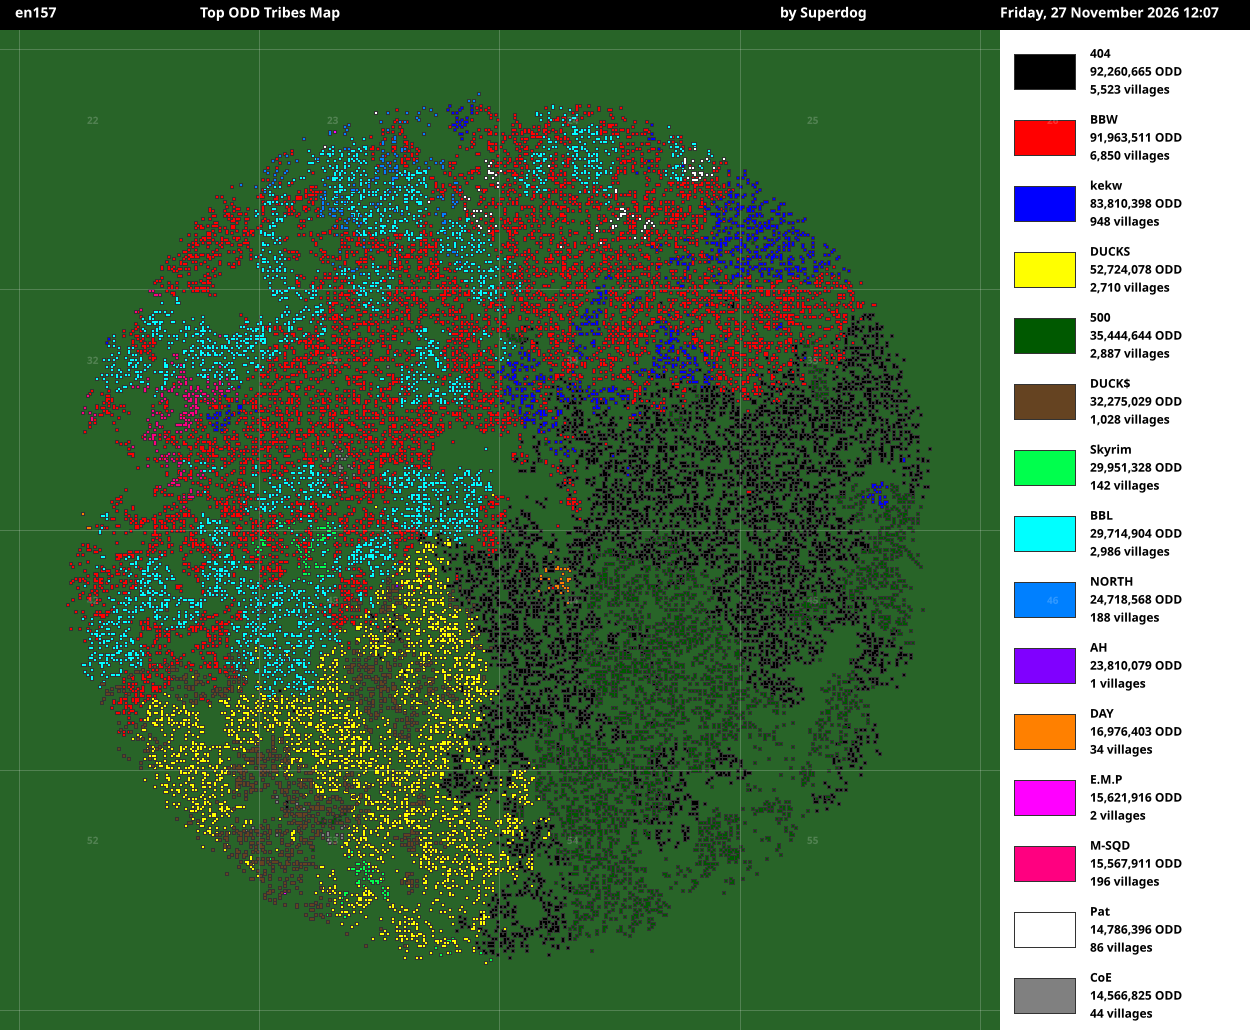 en157 Top ODD Tribes Map by Superdog Friday, 27 November 2026 12:07
404
92,260,665 ODD
5,523 villages
22 23 25
BBW
91,963,511 ODD
6,850 villages
kekw
83,810,398 ODD
948 villages
DUCKS
52,724,078 ODD
2,710 villages
500
35,444,644 ODD
2,887 villages
32
DUCK$
32,275,029 ODD
1,028 villages
Skyrim
29,951,328 ODD
142 villages
BBL
29,714,904 ODD
2,986 villages
NORTH
24,718,568 ODD
188 villages
46
AH
23,810,079 ODD
1 villages
DAY
16,976,403 ODD
34 villages
E.M.P
15,621,916 ODD
2 villages
52 55
M-SQD
15,567,911 ODD
196 villages
Pat
14,786,396 ODD
86 villages
CoE
14,566,825 ODD
44 villages